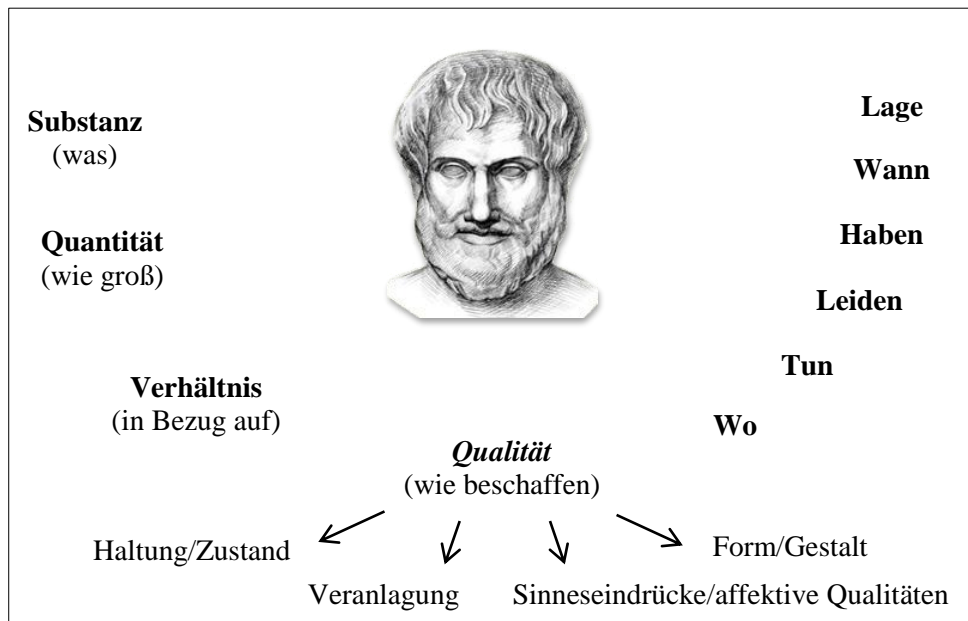 Substanz
(was)
Quantität
(wie groß)
Verhältnis
(in Bezug auf)
Qualität
(wie beschaffen)
Lage
Wann
Haben
Leiden
Tun
Wo
Haltung/Zustand
Veranlagung
Sinneseindrücke/affektive Qualitäten
Form/Gestalt